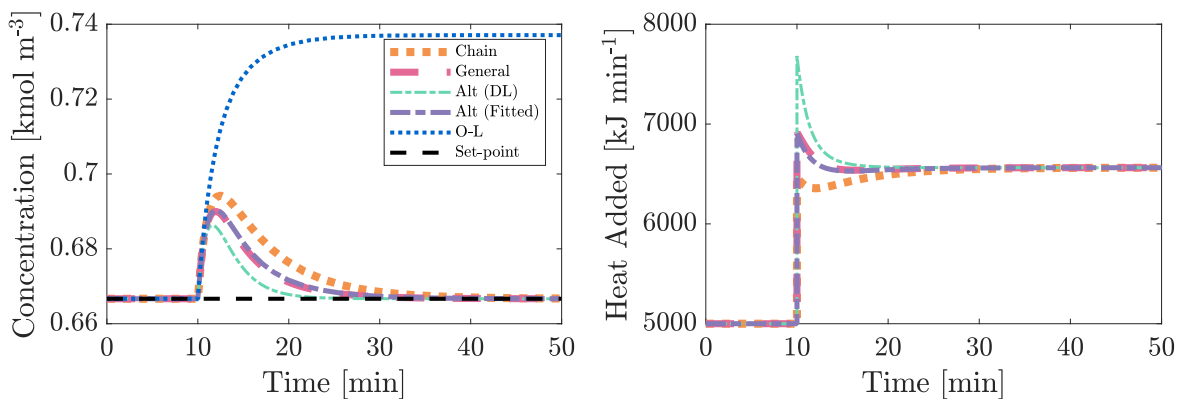 Concentration [kmol m-3]
0.74
0.72
0.7
0.68
0.66
0 10 20 30 40 50
Time [min]
Chain
General
Alt (DL)
Alt (Fitted)
O-L
Set-point
Heat Added [kJ min-1]
8000
7000
6000
5000
0 10 20 30 40 50
Time [min]